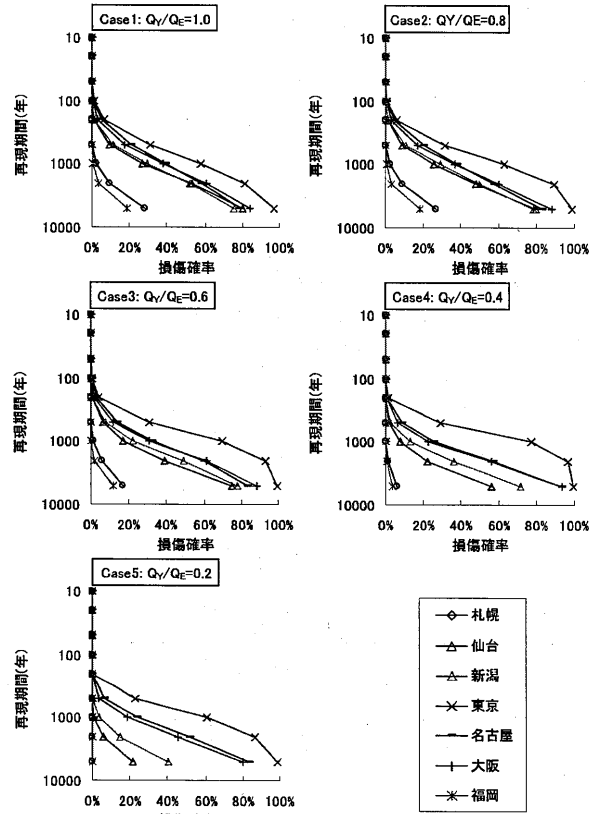 Case1: QY/QE=1.0
再現期間(年)
10
100
1000
10000
0% 20% 40% 60% 80% 100%
損傷確率
Case2: QY/QE=0.8
再現期間(年)
10
100
1000
10000
0% 20% 40% 60% 80% 100%
損傷確率
Case3: QY/QE=0.6
再現期間(年)
10
100
1000
10000
0% 20% 40% 60% 80% 100%
損傷確率
Case4: QY/QE=0.4
再現期間(年)
10
100
1000
10000
0% 20% 40% 60% 80% 100%
損傷確率
Case5: QY/QE=0.2
再現期間(年)
10
100
1000
10000
0% 20% 40% 60% 80% 100%
損傷確率
札幌
仙台
新潟
東京
名古屋
大阪
福岡